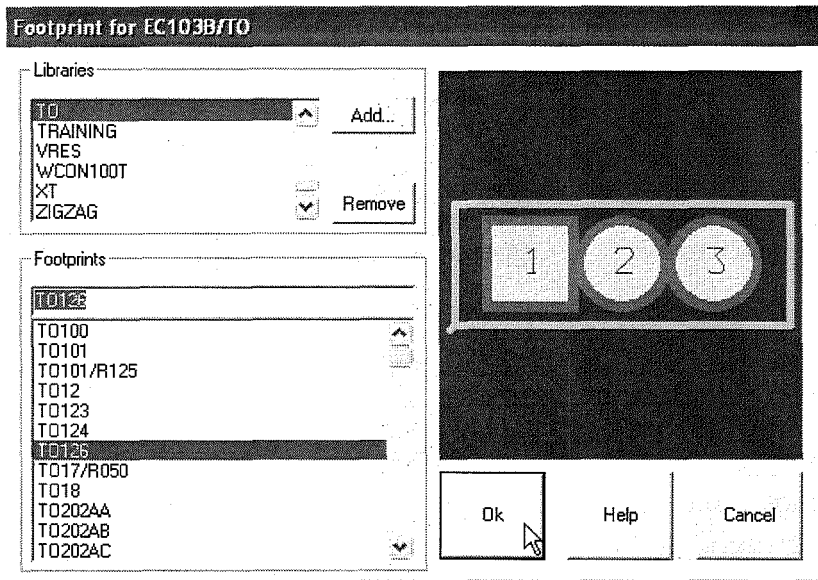 Footprint for EC103B/TO
Libraries
TO
TRAINING
VRES
WCON100T
XT
ZIGZAG
Add...
Remove
Footprints
TO126
TO100
TO101
TO101/R125
TO12
TO123
TO124
TO126
TO17/R050
TO18
TO202AA
TO202AB
TO202AC
1 2 3
Ok
Help
Cancel